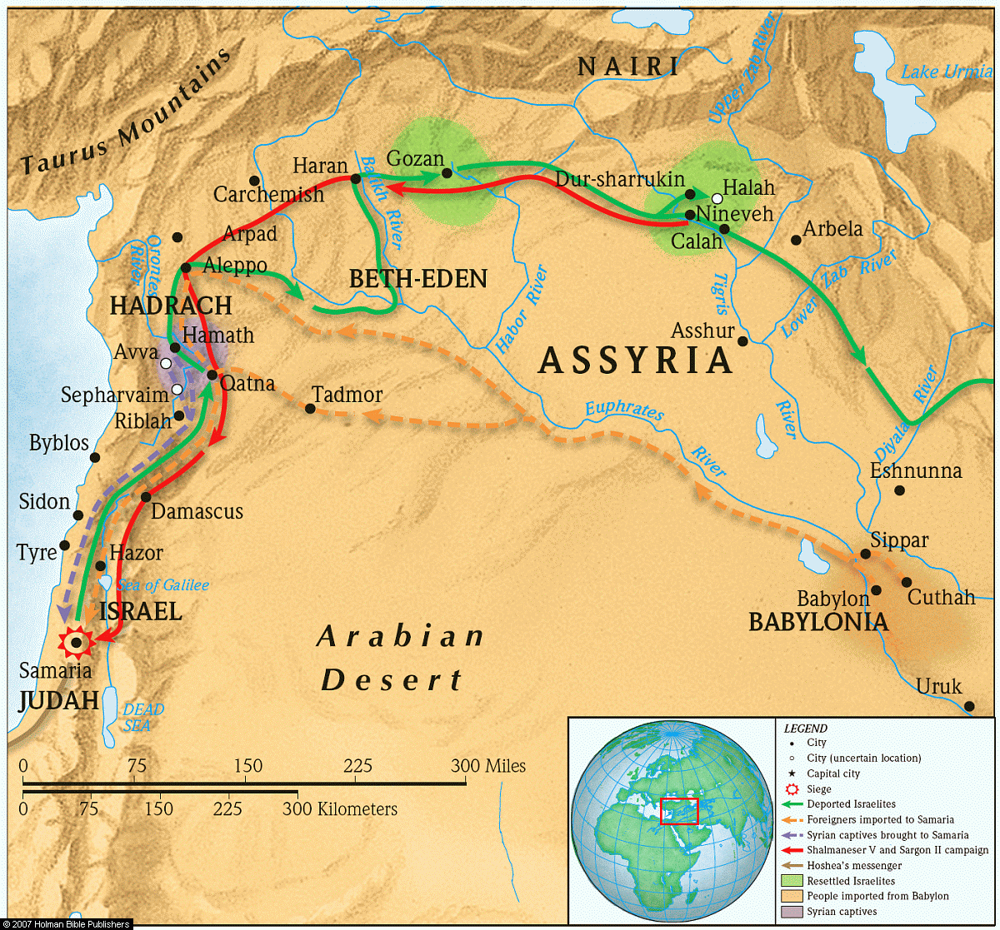 NAIRI
Upper Zab River
Lake Urmia
Taurus Mountains
Haran
Gozan
Balikh River
Carchemish
Dur-sharrukin
Halah
Nineveh
Calah
Arbela
Arpad
Orontes
River
Aleppo
BETH-EDEN
Habor River
Tigris
River
Lower Zab River
HADRACH
Hamath
Avva
Asshur
ASSYRIA
Qatna
Sepharvaim
Riblah
Tadmor
Euphrates
River
Diyala River
Byblos
Eshnunna
Sidon
Damascus
Tyre
Hazor
Sippar
Sea of Galilee
ISRAEL
Babylon
Cuthah
BABYLONIA
Arabian
Desert
Samaria
JUDAH
DEAD
SEA
Uruk
0 75 150 225 300 Miles
0 75 150 225 300 Kilometers
LEGEND
City
City (uncertain location)
Capital city
Siege
Deported Israelites
Foreigners imported to Samaria
Syrian captives brought to Samaria
Shalmaneser V and Sargon II campaign
Hoshea's messenger
Resettled Israelites
People imported from Babylon
Syrian captives
© 2007 Holman Bible Publishers